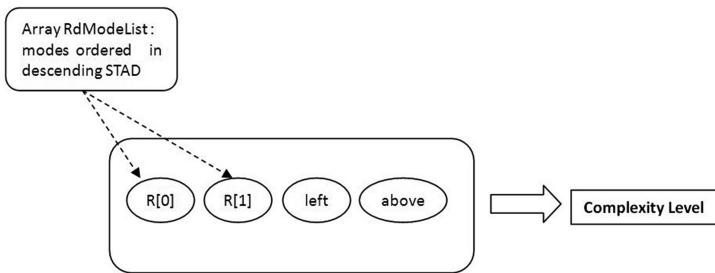 Array RdModeList:
modes ordered in
descending STAD
R[0] R[1] left above
Complexity Level